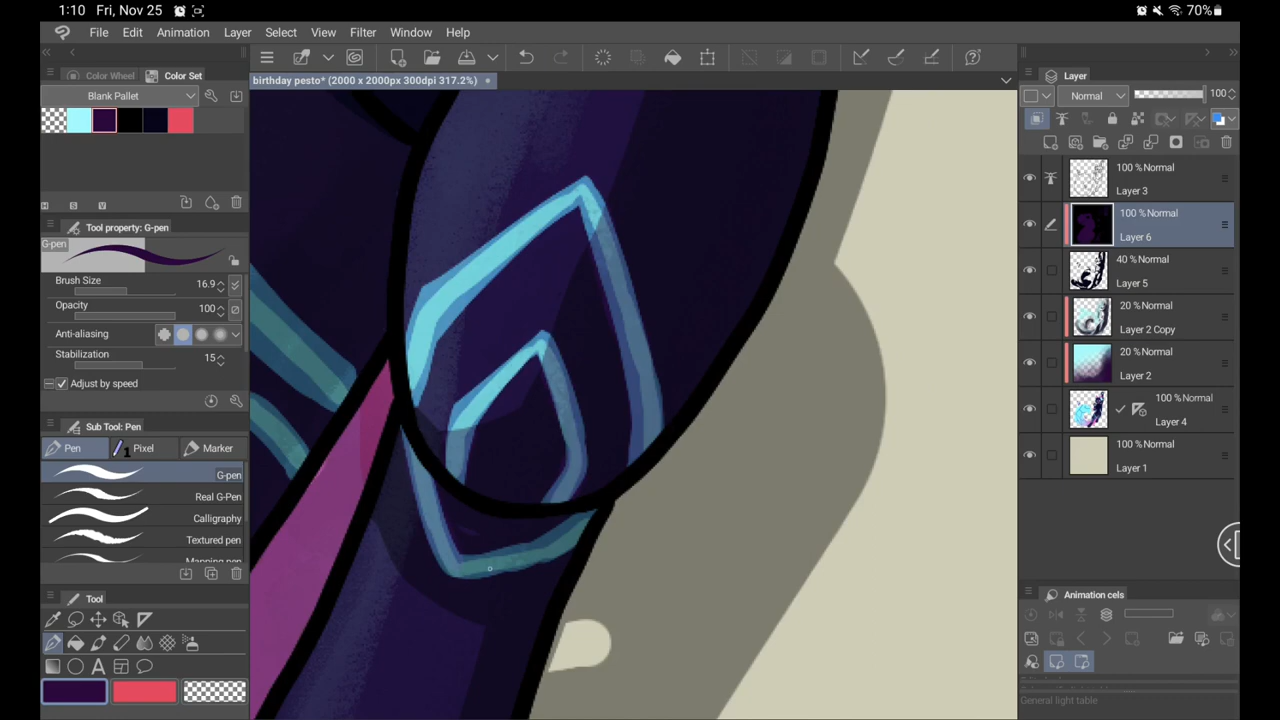 1:10 Fri, Nov 25
70%
File Edit Animation Layer Select View Filter Window Help
Color Wheel Color Set
Blank Pallet
birthday pesto* (2000 x 2000px 300dpi 317.2%)
H S V
Tool property: G-pen
G-pen
Brush Size 16.9
Opacity 100
Anti-aliasing
Stabilization 15
Adjust by speed
Sub Tool: Pen
Pen Pixel Marker
G-pen
Real G-Pen
Calligraphy
Textured pen
Mapping pen
Tool
Layer
Normal 100
100 %Normal
Layer 3
100 %Normal
Layer 6
40 %Normal
Layer 5
20 %Normal
Layer 2 Copy
20 %Normal
Layer 2
100 %Normal
Layer 4
100 %Normal
Layer 1
Animation cels
General light table